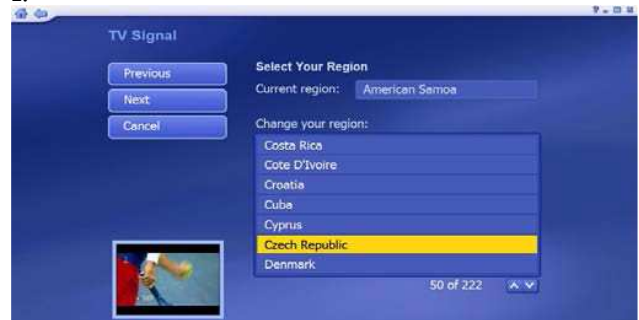 TV Signal
Previous
Next
Cancel
Select Your Region
Current region: American Samoa
Change your region:
Costa Rica
Cote D'Ivoire
Croatia
Cuba
Cyprus
Czech Republic
Denmark
50 of 222